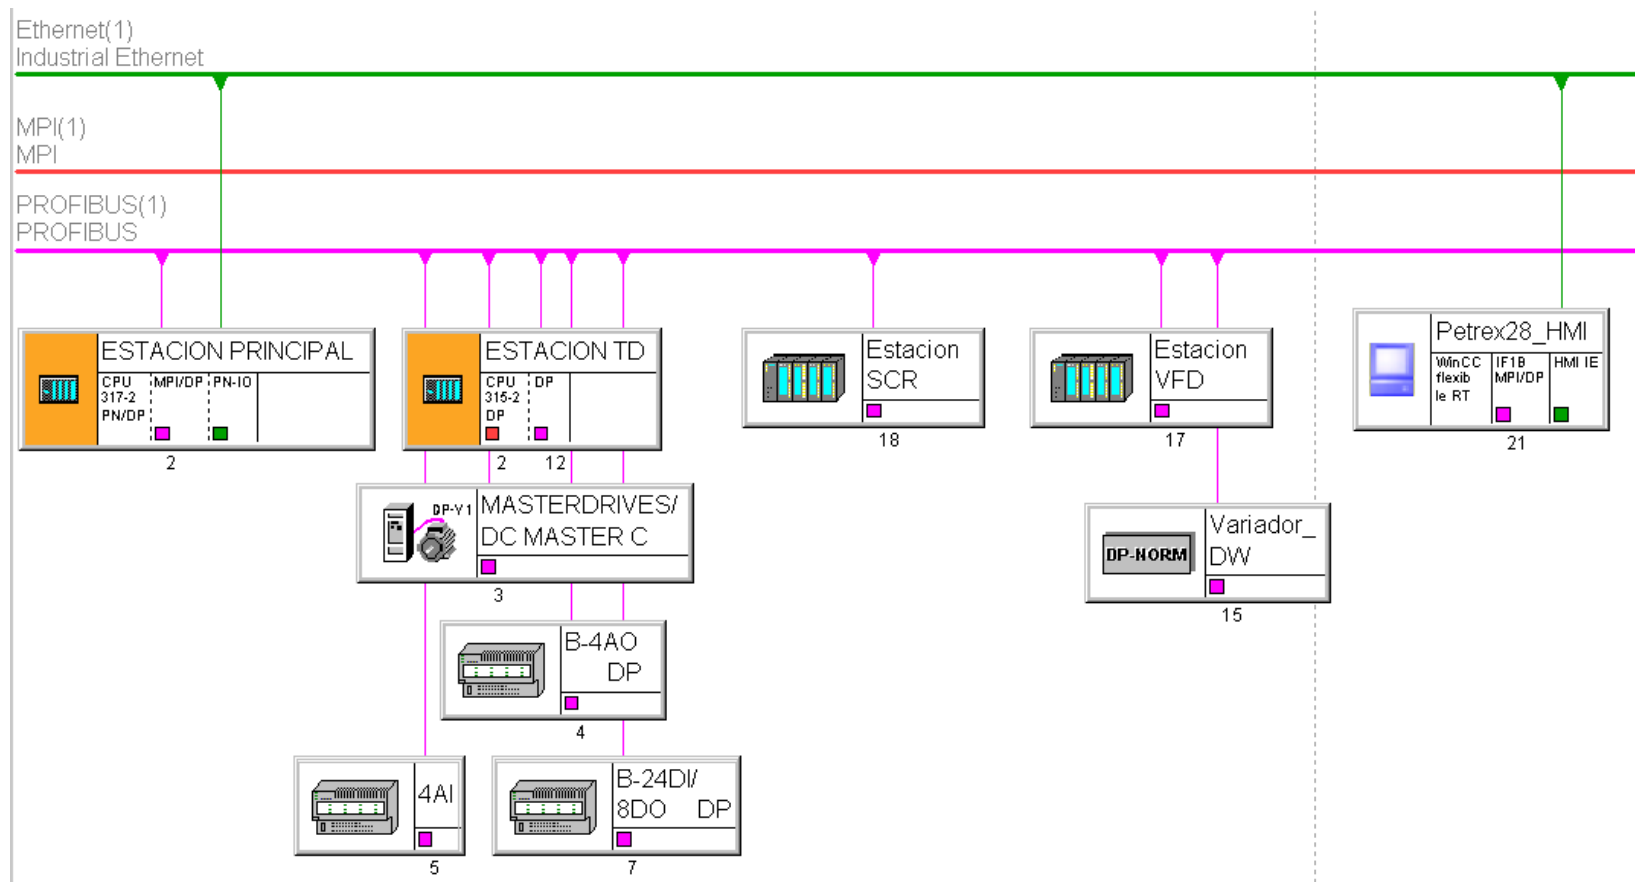 Ethernet(1)
Industrial Ethernet
MPI(1)
MPI
PROFIBUS(1)
PROFIBUS
ESTACION PRINCIPAL
CPU
317-2
PN/DP
MPI/DP
PN-IO
2
ESTACION TD
CPU
315-2
DP
DP
2
12
Estacion
SCR
18
Estacion
VFD
17
Petrex28_HMI
WinCC
flexib
le RT
IF1B
MPI/DP
HMI IE
21
DP-V1
MASTERDRIVES/
DC MASTER C
3
DP-NORM
Variador_
DW
15
B-4AO
DP
4
4AI
5
B-24DI/
8DO DP
7